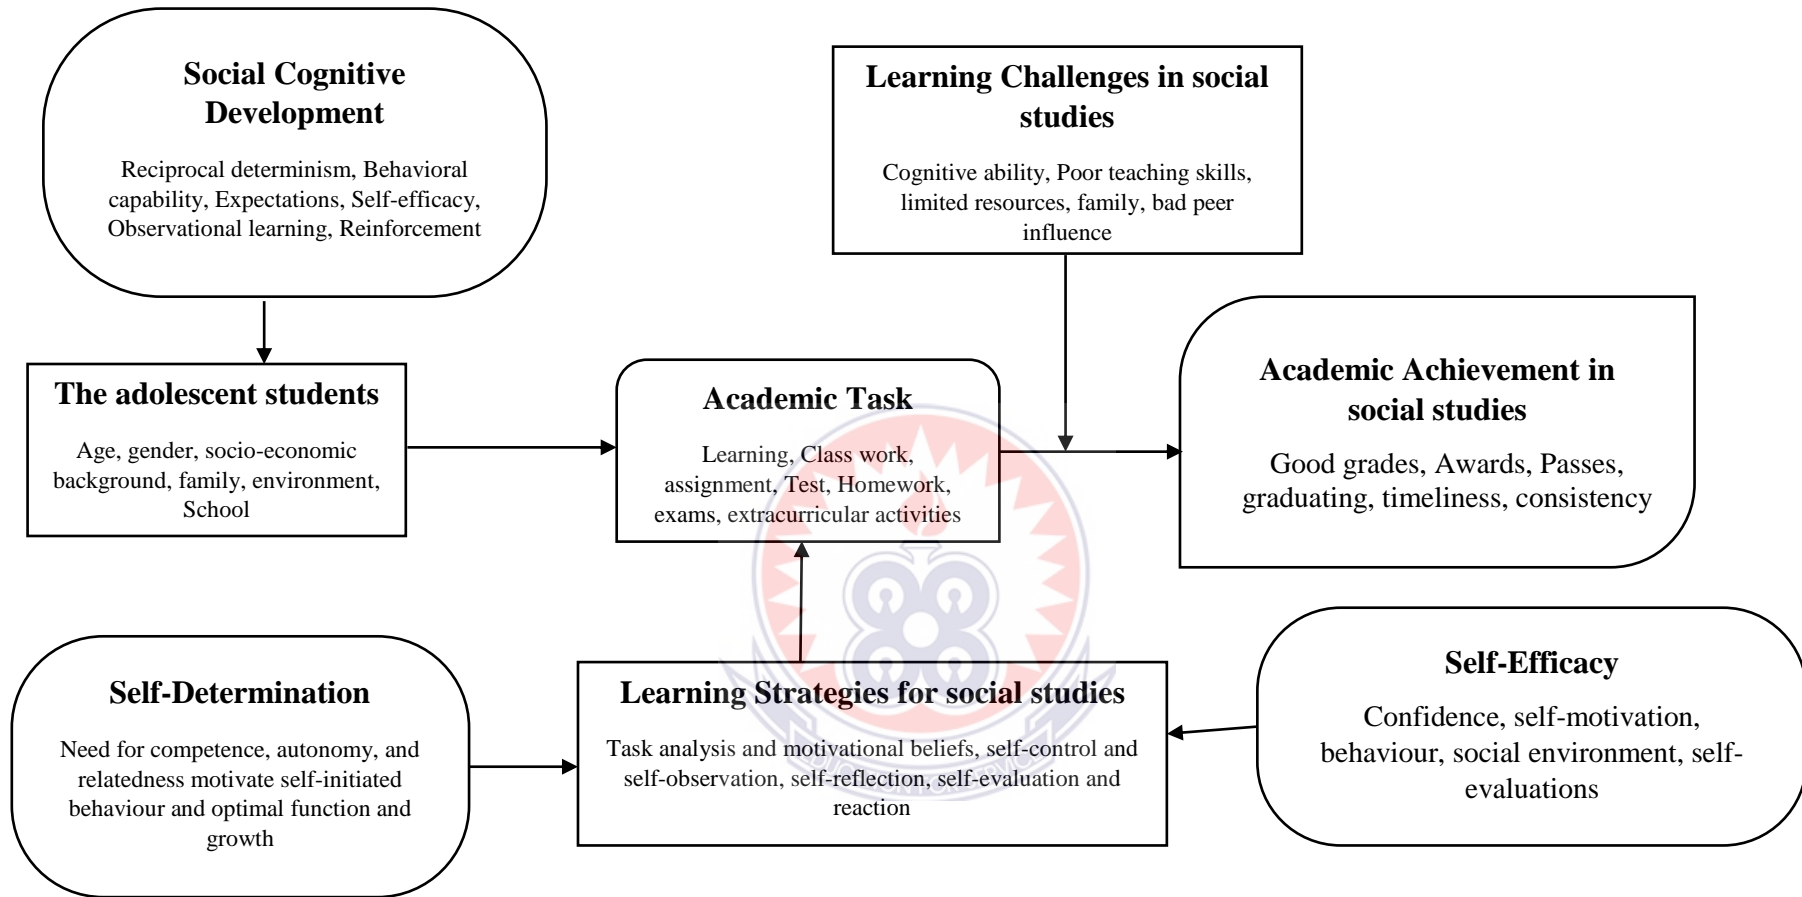 Social Cognitive
Development
Reciprocal determinism, Behavioral
capability, Expectations, Self-efficacy,
Observational learning, Reinforcement
Learning Challenges in social
studies
Cognitive ability, Poor teaching skills,
limited resources, family, bad peer
influence
The adolescent students
Age, gender, socio-economic
background, family, environment,
School
Academic Task
Learning, Class work,
assignment, Test, Homework,
exams, extracurricular activities
Academic Achievement in
social studies
Good grades, Awards, Passes,
graduating, timeliness, consistency
Self-Determination
Need for competence, autonomy, and
relatedness motivate self-initiated
behaviour and optimal function and
growth
Learning Strategies for social studies
Task analysis and motivational beliefs, self-control and
self-observation, self-reflection, self-evaluation and
reaction
Self-Efficacy
Confidence, self-motivation,
behaviour, social environment, self-
evaluations